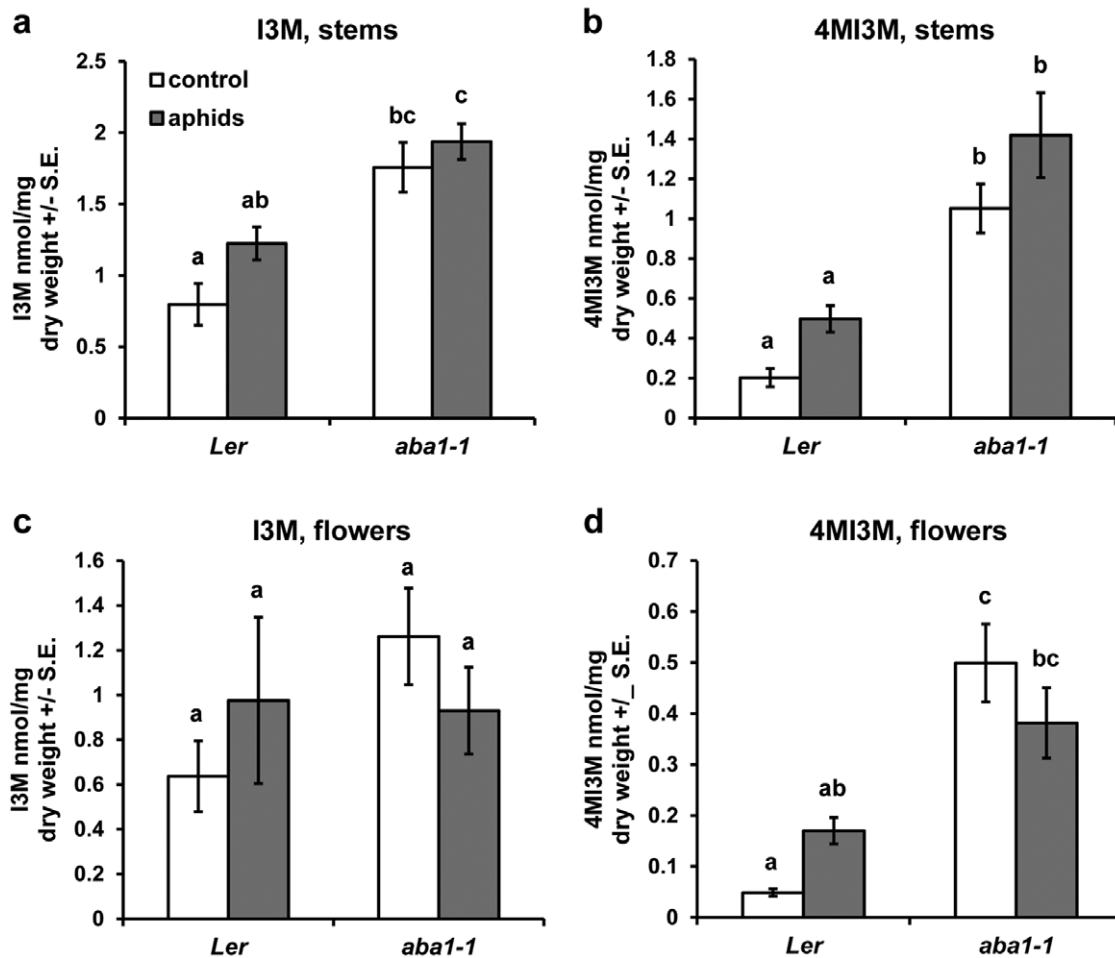 a
I3M, stems
I3M nmol/mg
dry weight +/- S.E.
2.5
2
1.5
1
0.5
0
control
aphids
a
ab
bc
c
Ler
aba1-1
b
4MI3M, stems
4MI3M nmol/mg
dry weight +/- S.E.
1.8
1.6
1.4
1.2
1
0.8
0.6
0.4
0.2
0
a
a
b
b
Ler
aba1-1
c
I3M, flowers
I3M nmol/mg
dry weight +/- S.E.
1.6
1.4
1.2
1
0.8
0.6
0.4
0.2
0
a
a
a
a
Ler
aba1-1
d
4MI3M, flowers
4MI3M nmol/mg
dry weight +/_ S.E.
0.7
0.6
0.5
0.4
0.3
0.2
0.1
0
a
ab
c
bc
Ler
aba1-1